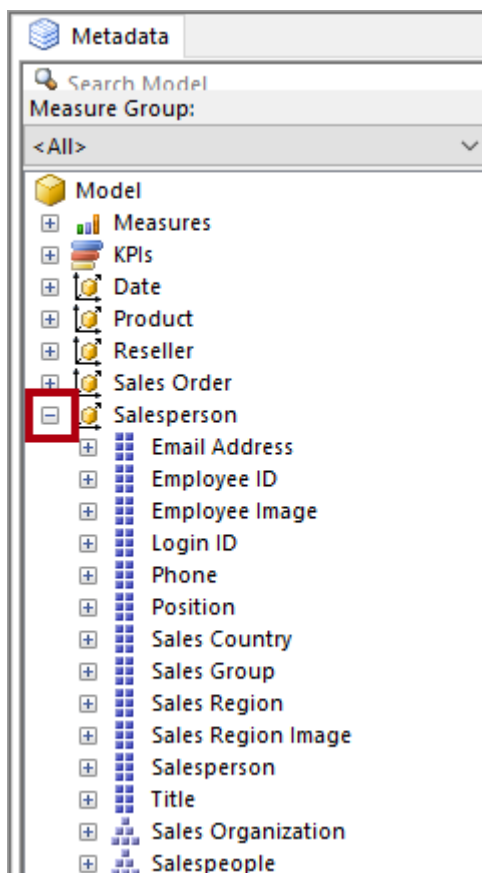 Metadata
Search Model
Measure Group:
<All>
Model
Measures
KPIs
Date
Product
Reseller
Sales Order
Salesperson
Email Address
Employee ID
Employee Image
Login ID
Phone
Position
Sales Country
Sales Group
Sales Region
Sales Region Image
Salesperson
Title
Sales Organization
Salespeople